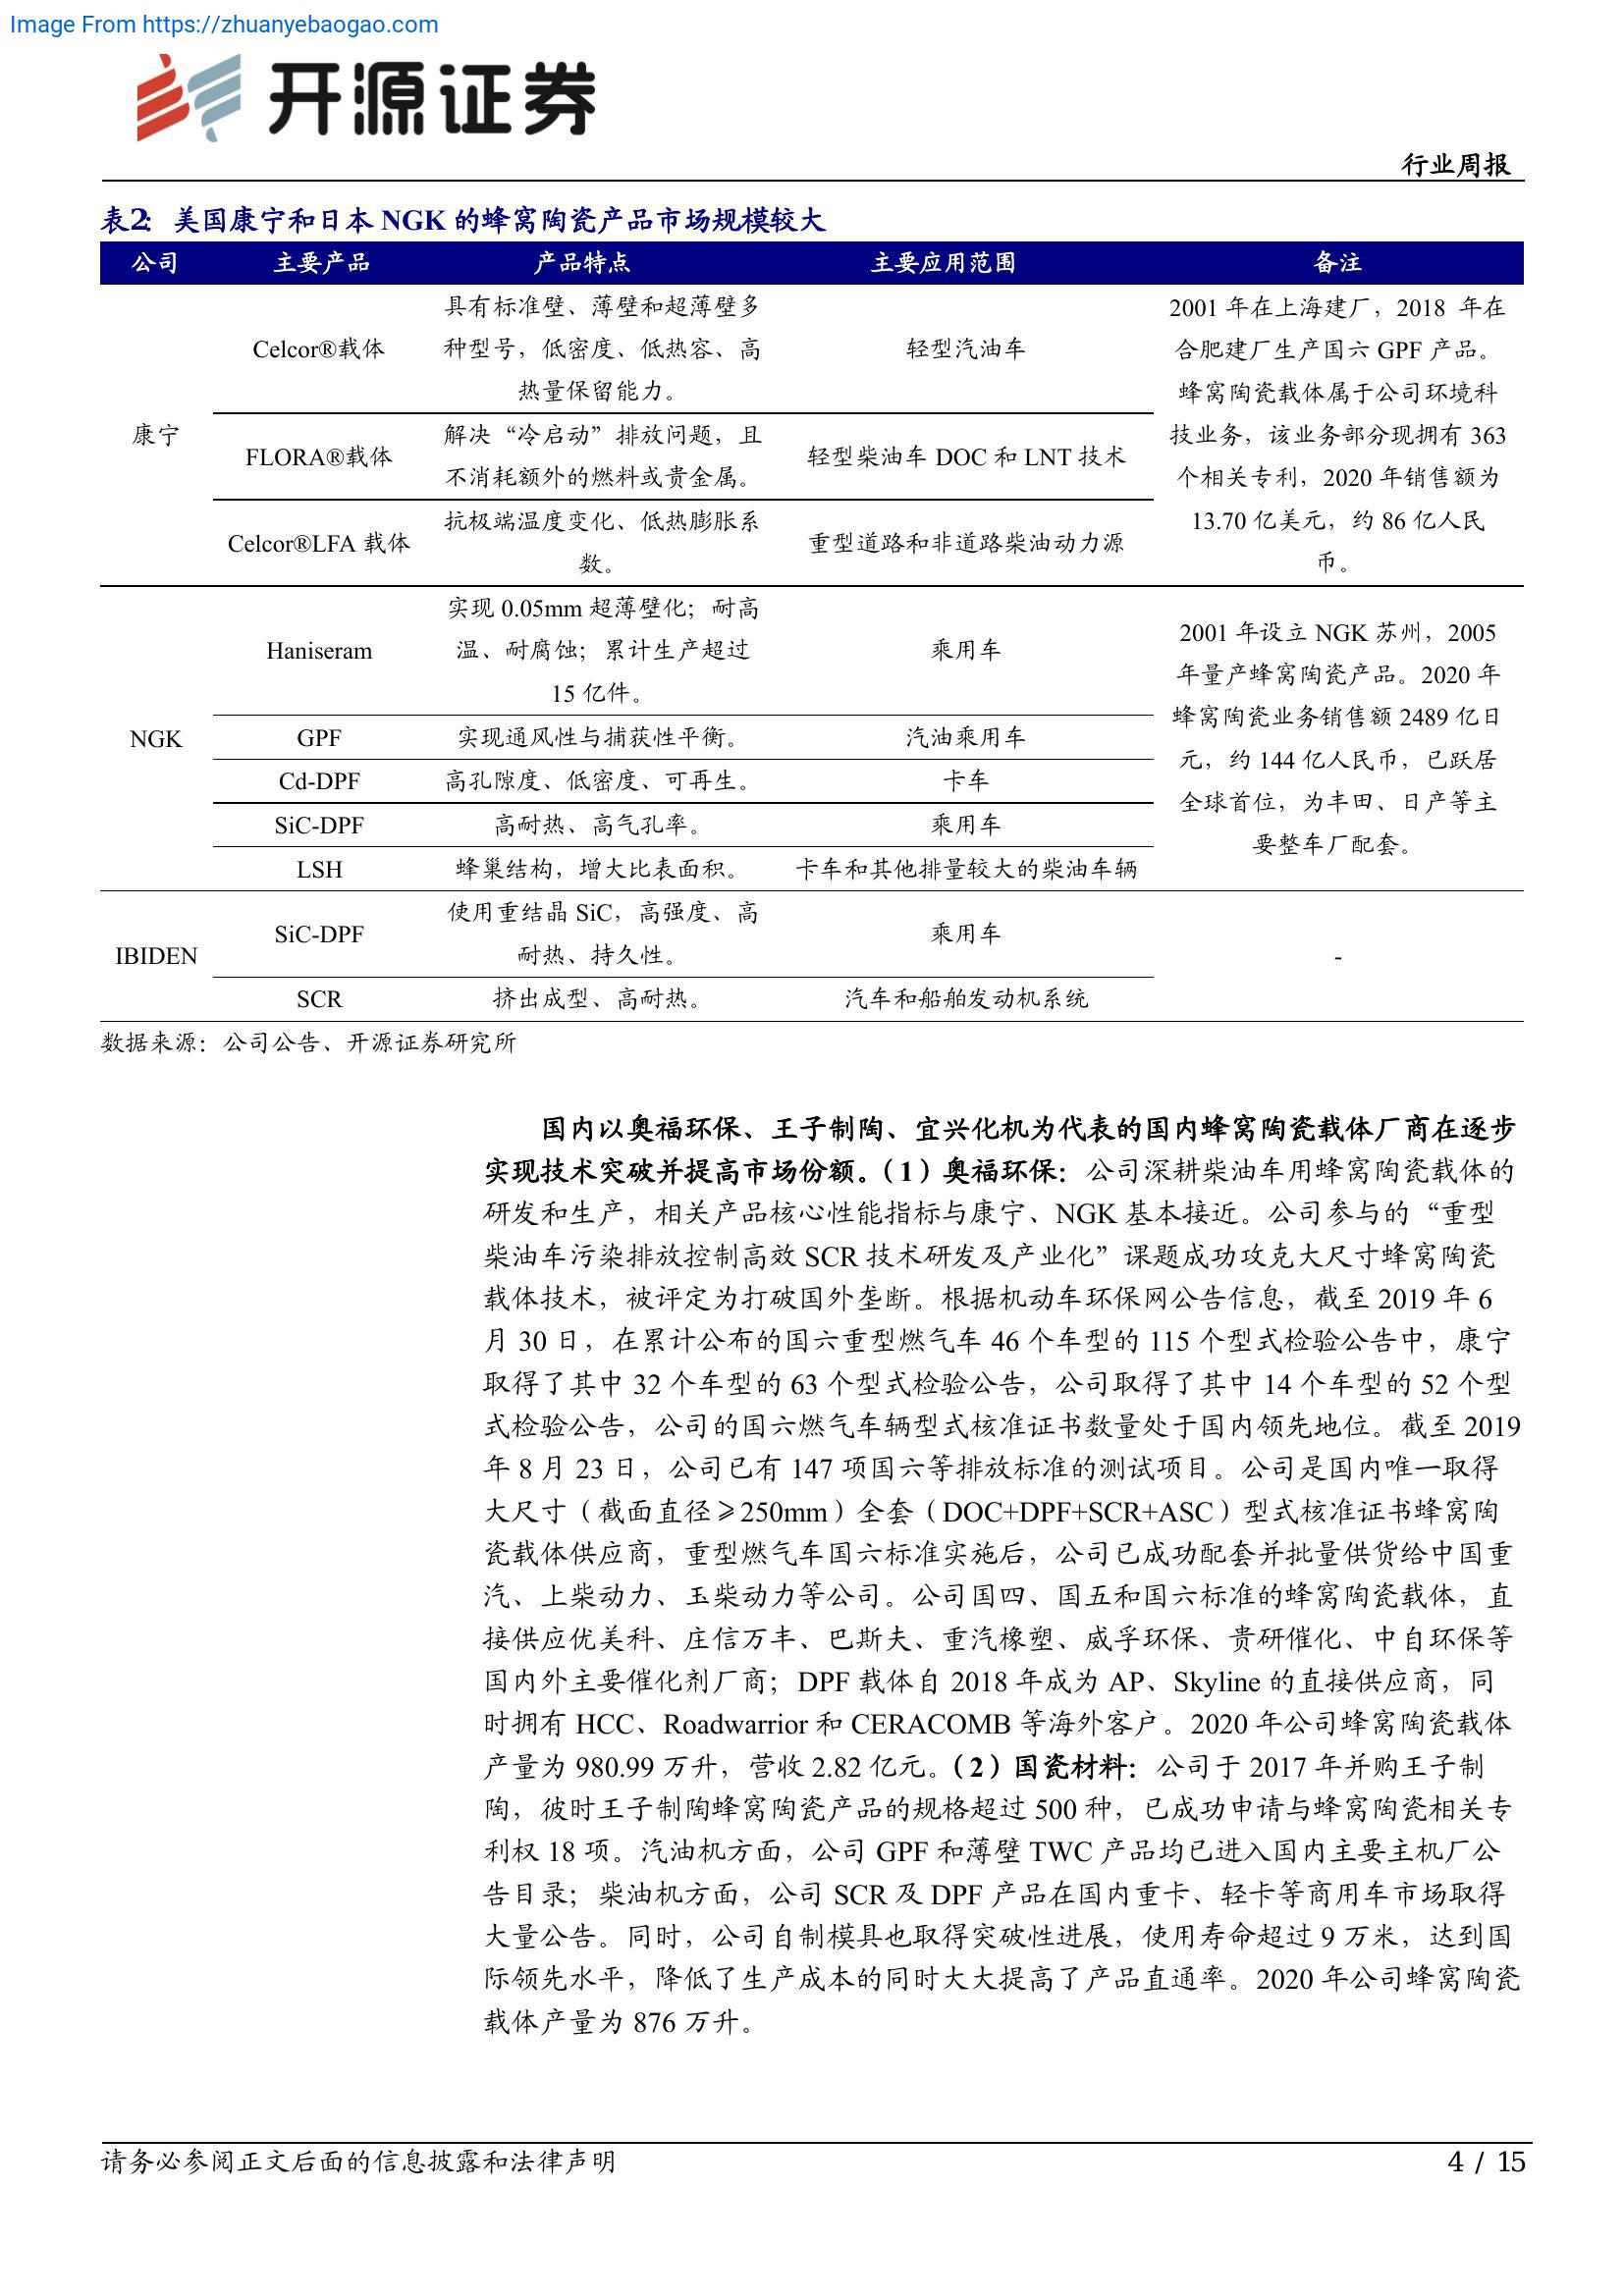 Image From https://zhuanyebaogao.com
开源证券
行业周报
表2: 美国康宁和日本 NGK 的蜂窝陶瓷产品市场规模较大
公司 主要产品 产品特点 主要应用范围 备注
康宁
Celcor®载体
具有标准壁、薄壁和超薄壁多
种型号，低密度、低热容、高
热量保留能力。
轻型汽油车
FLORA®载体
解决“冷启动”排放问题，且
不消耗额外的燃料或贵金属。
轻型柴油车 DOC 和 LNT 技术
Celcor®LFA 载体
抗极端温度变化、低热膨胀系
数。
重型道路和非道路柴油动力源
2001 年在上海建厂，2018 年在
合肥建厂生产国六 GPF 产品。
蜂窝陶瓷载体属于公司环境科
技业务，该业务部分现拥有 363
个相关专利，2020 年销售额为
13.70 亿美元，约 86 亿人民
币。
NGK
Haniseram
实现 0.05mm 超薄壁化；耐高
温、耐腐蚀；累计生产超过
15 亿件。
乘用车
GPF 实现通风性与捕获性平衡。 汽油乘用车
Cd-DPF 高孔隙度、低密度、可再生。 卡车
SiC-DPF 高耐热、高气孔率。 乘用车
LSH 蜂巢结构，增大比表面积。 卡车和其他排量较大的柴油车辆
2001 年设立 NGK 苏州，2005
年量产蜂窝陶瓷产品。2020 年
蜂窝陶瓷业务销售额 2489 亿日
元，约 144 亿人民币，已跃居
全球首位，为丰田、日产等主
要整车厂配套。
IBIDEN
SiC-DPF
使用重结晶 SiC，高强度、高
耐热、持久性。
乘用车
SCR 挤出成型、高耐热。 汽车和船舶发动机系统
-
数据来源：公司公告、开源证券研究所
国内以奥福环保、王子制陶、宜兴化机为代表的国内蜂窝陶瓷载体厂商在逐步
实现技术突破并提高市场份额。（1）奥福环保：公司深耕柴油车用蜂窝陶瓷载体的
研发和生产，相关产品核心性能指标与康宁、NGK 基本接近。公司参与的“重型
柴油车污染排放控制高效 SCR 技术研发及产业化”课题成功攻克大尺寸蜂窝陶瓷
载体技术，被评定为打破国外垄断。根据机动车环保网公告信息，截至 2019 年 6
月 30 日，在累计公布的国六重型燃气车 46 个车型的 115 个型式检验公告中，康宁
取得了其中 32 个车型的 63 个型式检验公告，公司取得了其中 14 个车型的 52 个型
式检验公告，公司的国六燃气车辆型式核准证书数量处于国内领先地位。截至 2019
年 8 月 23 日，公司已有 147 项国六等排放标准的测试项目。公司是国内唯一取得
大尺寸（截面直径≥250mm）全套（DOC+DPF+SCR+ASC）型式核准证书蜂窝陶
瓷载体供应商，重型燃气车国六标准实施后，公司已成功配套并批量供货给中国重
汽、上柴动力、玉柴动力等公司。公司国四、国五和国六标准的蜂窝陶瓷载体，直
接供应优美科、庄信万丰、巴斯夫、重汽橡塑、威孚环保、贵研催化、中自环保等
国内外主要催化剂厂商；DPF 载体自 2018 年成为 AP、Skyline 的直接供应商，同
时拥有 HCC、Roadwarrior 和 CERACOMB 等海外客户。2020 年公司蜂窝陶瓷载体
产量为 980.99 万升，营收 2.82 亿元。（2）国瓷材料：公司于 2017 年并购王子制
陶，彼时王子制陶蜂窝陶瓷产品的规格超过 500 种，已成功申请与蜂窝陶瓷相关专
利权 18 项。汽油机方面，公司 GPF 和薄壁 TWC 产品均已进入国内主要主机厂公
告目录；柴油机方面，公司 SCR 及 DPF 产品在国内重卡、轻卡等商用车市场取得
大量公告。同时，公司自制模具也取得突破性进展，使用寿命超过 9 万米，达到国
际领先水平，降低了生产成本的同时大大提高了产品直通率。2020 年公司蜂窝陶瓷
载体产量为 876 万升。
请务必参阅正文后面的信息披露和法律声明
4 / 15